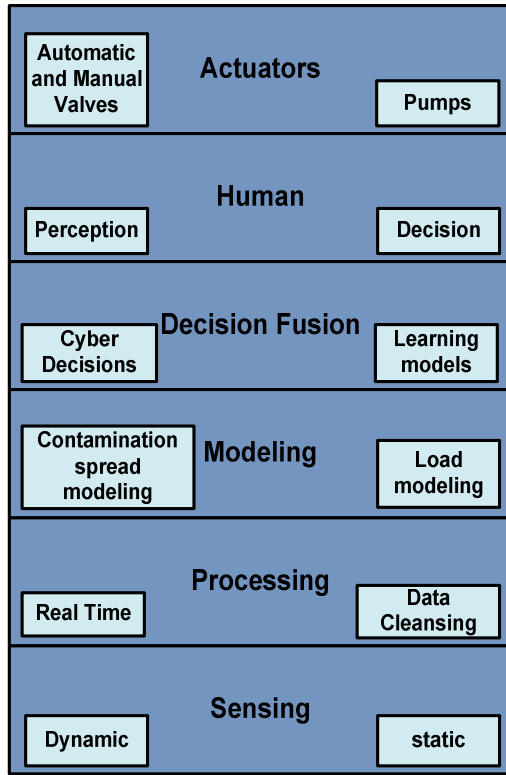 Automatic
and Manual
Valves
Actuators
Pumps
Human
Perception
Decision
Decision Fusion
Cyber
Decisions
Learning
models
Modeling
Contamination
spread
modeling
Load
modeling
Processing
Real Time
Data
Cleansing
Sensing
Dynamic
static